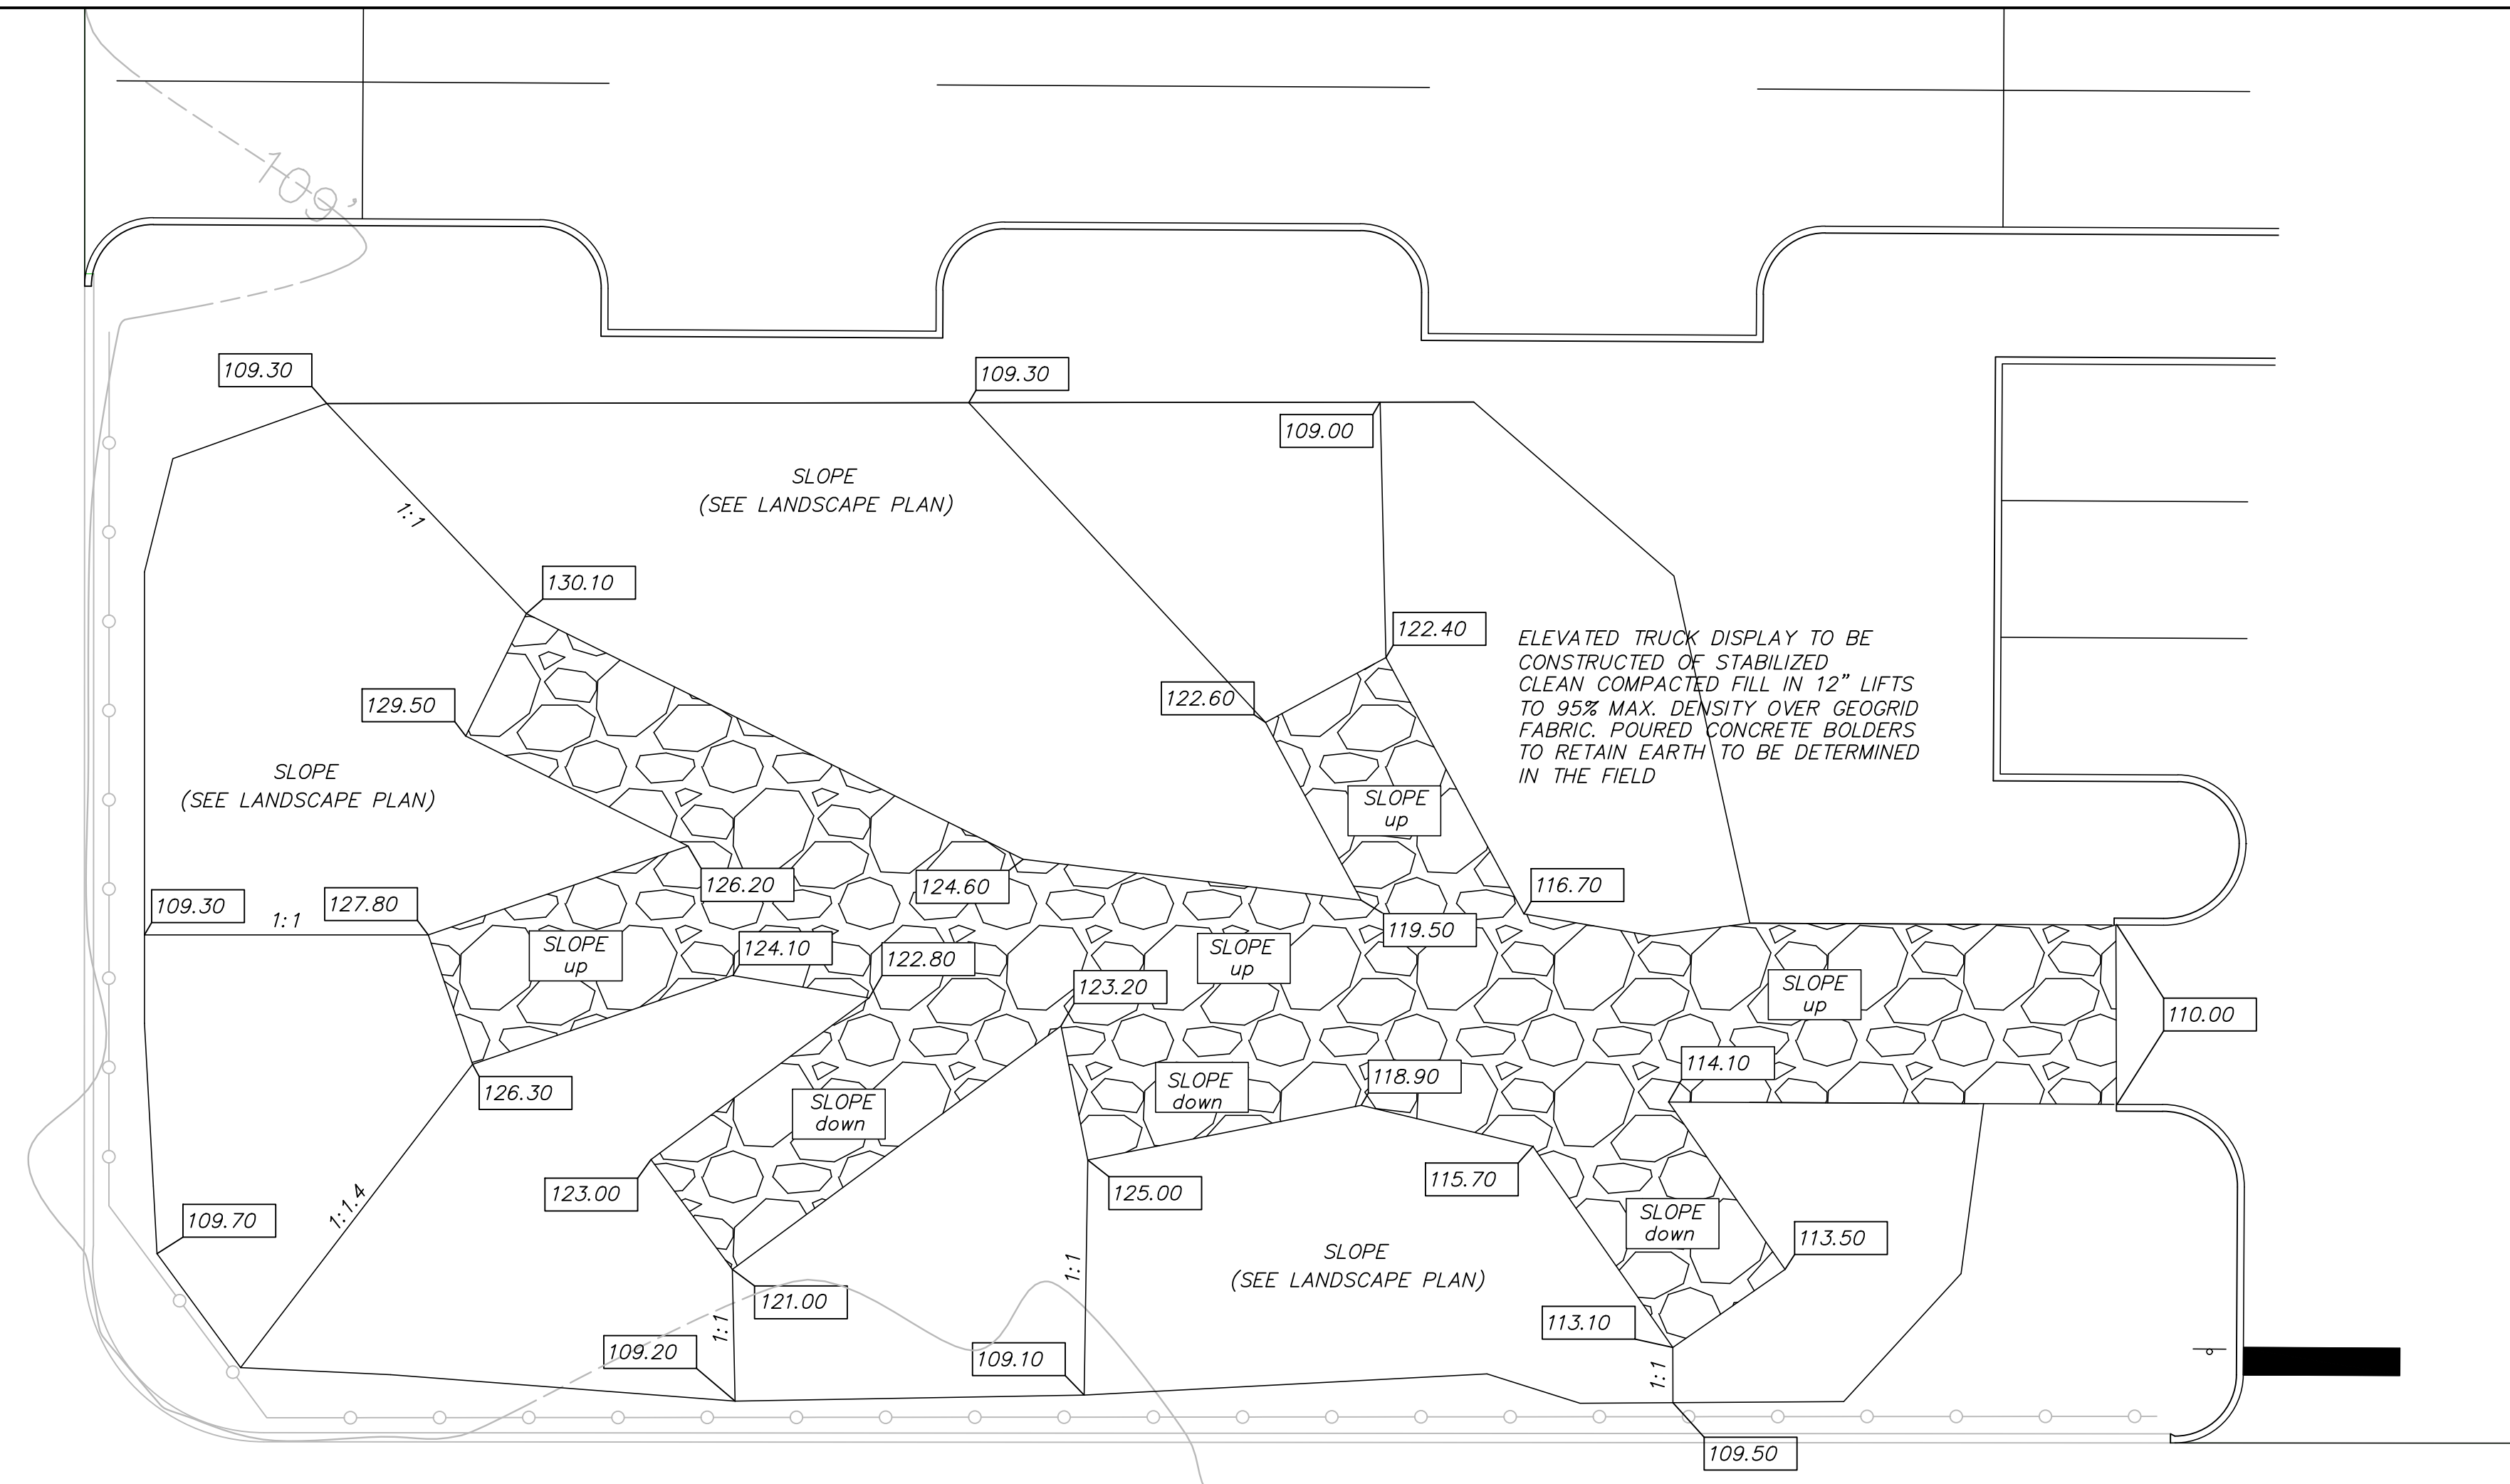 109'
109.30
109.30
109.00
SLOPE
(SEE LANDSCAPE PLAN)
1:1
130.10
122.40
ELEVATED TRUCK DISPLAY TO BE
CONSTRUCTED OF STABILIZED
CLEAN COMPACTED FILL IN 12" LIFTS
TO 95% MAX. DENSITY OVER GEOGRID
FABRIC. POURED CONCRETE BOLDERS
TO RETAIN EARTH TO BE DETERMINED
IN THE FIELD
129.50
122.60
SLOPE
(SEE LANDSCAPE PLAN)
SLOPE
up
126.20
124.60
116.70
109.30
1:1
127.80
119.50
SLOPE
up
124.10
122.80
SLOPE
up
123.20
SLOPE
up
110.00
114.10
126.30
SLOPE
down
SLOPE
down
118.90
123.00
125.00
115.70
109.70
1:1.4
SLOPE
down
113.50
SLOPE
(SEE LANDSCAPE PLAN)
1:1
121.00
1:1
113.10
109.20
109.10
1:1
109.50